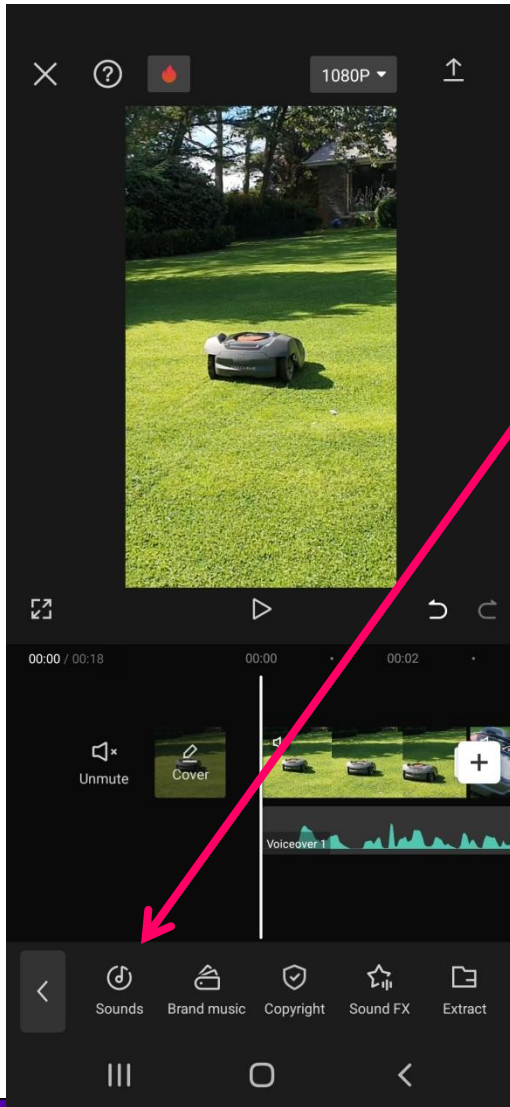 1080P
00:00 / 00:18 00:00 00:02
Unmute
Cover
Voiceover 1
Sounds Brand music Copyright Sound FX Extract